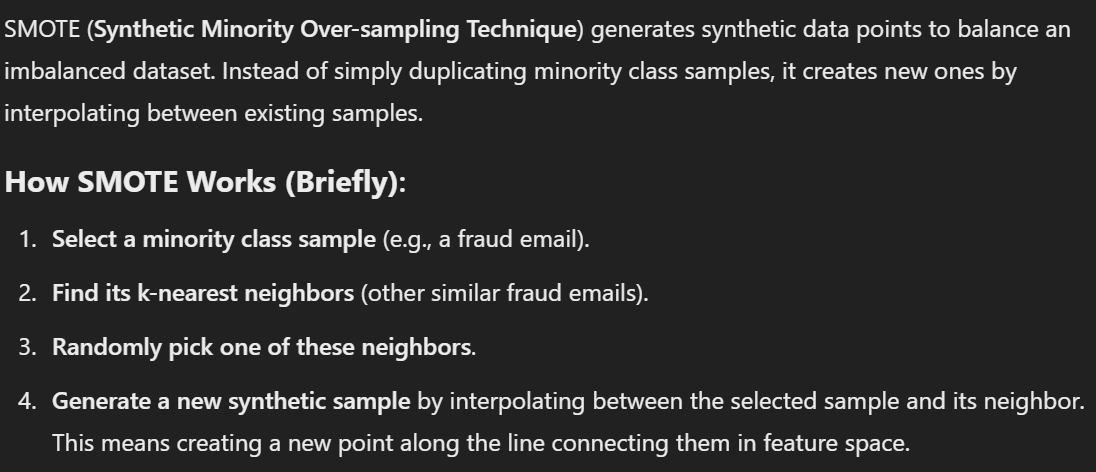 SMOTE (Synthetic Minority Over-sampling Technique) generates synthetic data points to balance an
imbalanced dataset. Instead of simply duplicating minority class samples, it creates new ones by
interpolating between existing samples.
How SMOTE Works (Briefly):
1. Select a minority class sample (e.g., a fraud email).
2. Find its k-nearest neighbors (other similar fraud emails).
3. Randomly pick one of these neighbors.
4. Generate a new synthetic sample by interpolating between the selected sample and its neighbor.
This means creating a new point along the line connecting them in feature space.